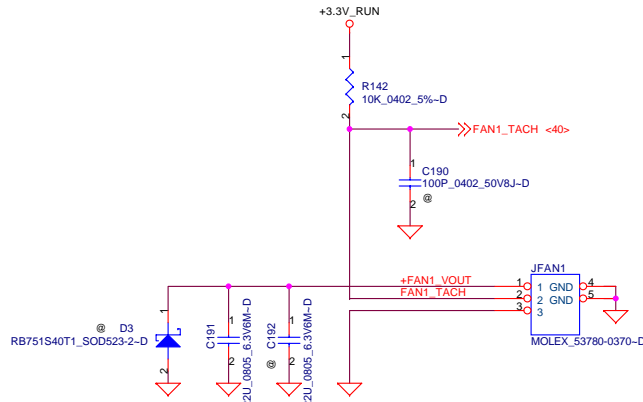 +3.3V_RUN
1
R142
10K_0402_5%~D
2
FAN1_TACH <40>
1
C190
100P_0402_50V8J~D
2
@
JFAN1
+FAN1_VOUT
1
1
GND
4
FAN1_TACH
2
2
GND
5
3
3
MOLEX_53780-0370~D
1
@
D3
RB751S40T1_SOD523-2~D
2
1
C191
2
2U_0805_6.3V6M~D
1
C192
@
2
2U_0805_6.3V6M~D